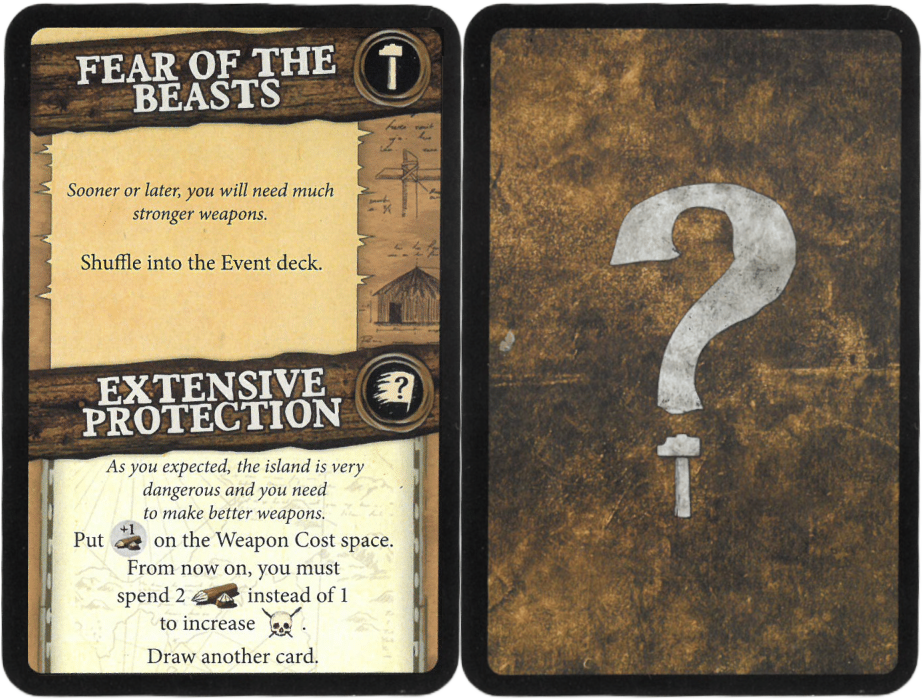 FEAR OF THE
BEASTS
Sooner or later, you will need much
stronger weapons.
Shuffle into the Event deck.
EXTENSIVE
PROTECTION
?
As you expected, the island is very
dangerous and you need
to make better weapons.
Put +1 on the Weapon Cost space.
From now on, you must
spend 2 instead of 1
to increase .
Draw another card.
?